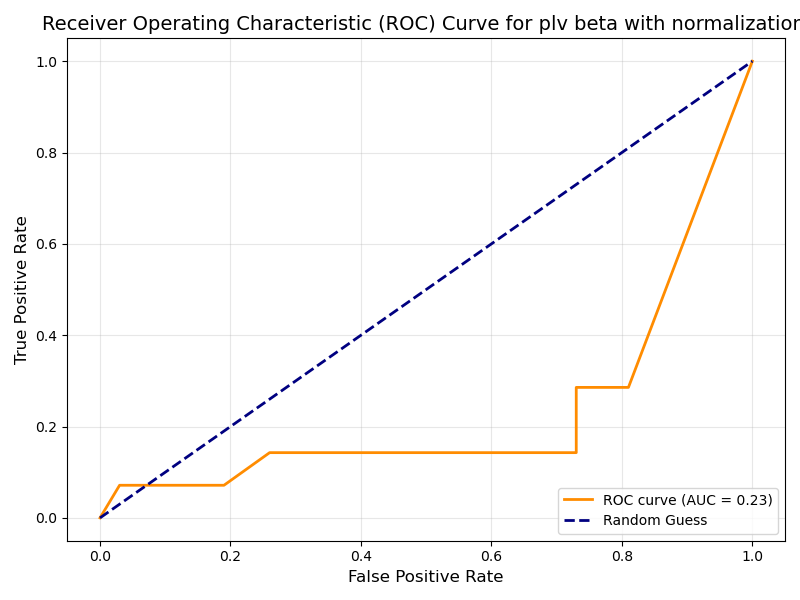 Receiver Operating Characteristic (ROC) Curve for plv beta with normalization
True Positive Rate
1.0
0.8
0.6
0.4
0.2
0.0
0.0 0.2 0.4 0.6 0.8 1.0
False Positive Rate
ROC curve (AUC = 0.23)
Random Guess